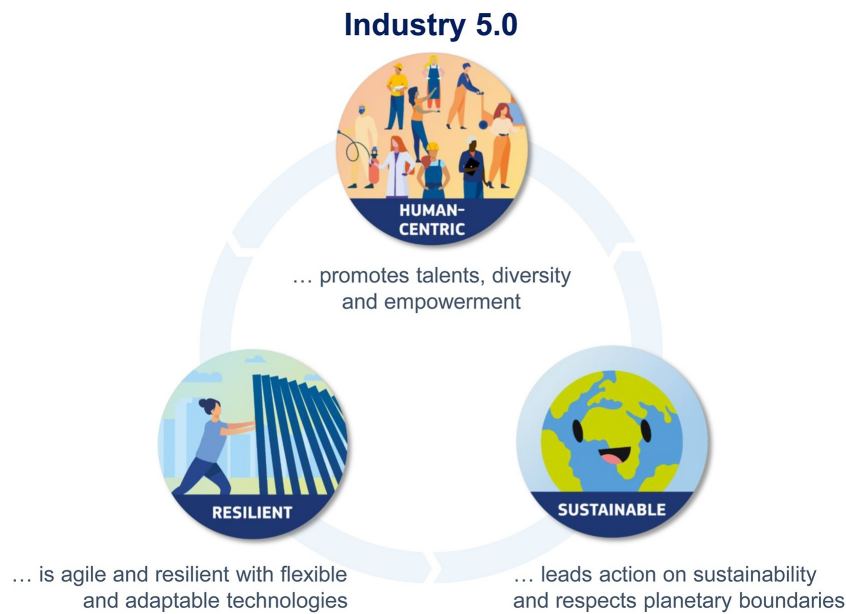 Industry 5.0
HUMAN-
CENTRIC
... promotes talents, diversity
and empowerment
RESILIENT
... is agile and resilient with flexible
and adaptable technologies
SUSTAINABLE
... leads action on sustainability
and respects planetary boundaries